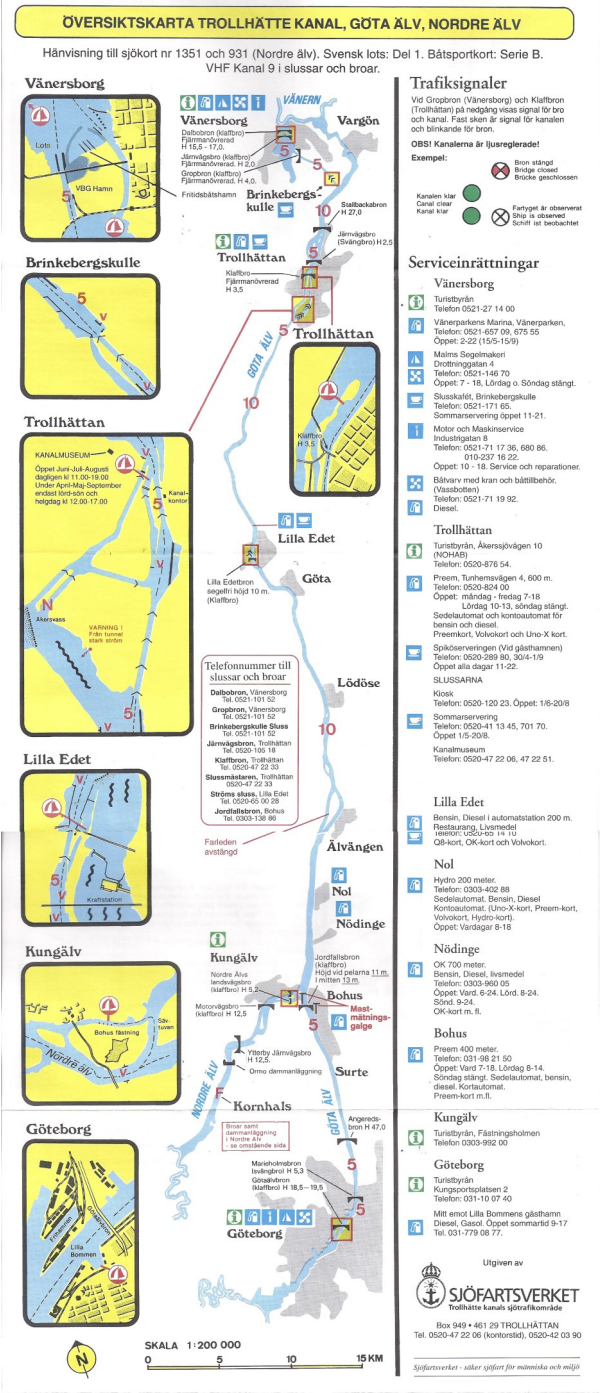 ÖVERSIKTSKARTA TROLLHÄTTE KANAL, GÖTA ÄLV, NORDRE ÄLV
Hänvisning till sjökort nr 1351 och 931 (Nordre älv). Svensk lots: Del 1. Båtsportkort: Serie B.
VHF Kanal 9 i slussar och broar.
Vänersborg
Lots
5
VBG Hamn
Fritidsbåtshamn
Brinkebergskulle
5
V
V
Trollhättan
KANALMUSEUM
Öppet Juni-Juli-Augusti
dagligen kl 11.00-19.00
Under April-Maj-September
endast lörd-sön och
helgdag kl 12.00-17.00
5
Kanal-
kontor
N
Åkersvass
VARNING !
Från tunnel
stark ström
V
V
5
V
Lilla Edet
V
5
V
Kraftstation
Kungälv
Bohus fästning
Säv-
tuvan
Nordre älv
V
Göteborg
Frihamnen
Götaälvbron
Lilla
Bommen
VÄNERN
Vänersborg
Dalbobron (klaffbro)
Fjärrmanövrerad
H 15,5 - 17,0.
Järnvägsbro (klaffbro)
Fjärrmanövrerad. H 2,0
Gropbron (klaffbro)
Fjärrmanövrerad. H 4,0.
Vargön
5
5
Brinkebergs-
kulle
10
Stallbackabron
H 27,0
Järnvägsbro
(Svängbro) H 2,5
Trollhättan
Klaffbro
Fjärrmanövrerad
H 3,5
5
GÖTA ÄLV
Trollhättan
Klaffbro
H 3,5
10
Lilla Edet
Lilla Edetbron
segelfri höjd 10 m.
(Klaffbro)
Göta
Telefonnummer till
slussar och broar
Dalbobron, Vänersborg
Tel. 0521-101 52
Gropbron, Vänersborg
Tel. 0521-101 52
Brinkebergskulle Sluss
Tel. 0521-101 52
Järnvägsbron, Trollhättan
Tel. 0520-105 18
Klaffbron, Trollhättan
Tel. 0520-47 22 33
Slussmästaren, Trollhättan
0520-47 22 33
Ströms sluss, Lilla Edet
Tel. 0520-65 00 28
Jordfallsbron, Bohus
Tel. 0303-138 86
Lödöse
10
Farleden
avstängd
Älvängen
Nol
Nödinge
Kungälv
Nordre Älvs
landsvägsbro
(klaffbro) H 5,2
Motorvägsbro
(klaffbro) H 12,5
Jordfallsbron
(klaffbro)
Höjd vid pelarna 11 m.
I mitten 13 m.
Bohus
Mast-
mätnings-
galge
5
Ytterby Järnvägsbro
H 12,5.
Ormo dammanläggning
Surte
NORDRE ÄLV
F
Kornhals
GÖTA ÄLV
Broar samt
dammanläggning
i Nordre Älv
- se omstående sida
Angereds-
bron H 47,0
5
Marieholmsbron
(svängbro) H 5,3
Götaälvbron
(klaffbro) H 18,5–19,5
5
Göteborg
N
SKALA 1:200 000
0 5 10 15 KM
Trafiksignaler
Vid Gropbron (Vänersborg) och Klaffbron
(Trollhättan) på nedgång visas signal för bro
och kanal. Fast sken är signal för kanalen
och blinkande för bron.
OBS! Kanalerna är ljusreglerade!
Exempel:
Bron stängd
Bridge closed
Brücke geschlossen
Kanalen klar
Canal clear
Kanal klar
Fartyget är observerat
Ship is observed
Schiff ist beobachtet
Serviceinrättningar
Vänersborg
Turistbyrån
Telefon 0521-27 14 00
Vänerparkens Marina, Vänerparken,
Telefon: 0521-657 09, 675 55
Öppet: 2-22 (15/5-15/9)
Malms Segelmakeri
Drottninggatan 4
Telefon: 0521-146 70
Öppet: 7 - 18, Lördag o. Söndag stängt.
Slusskafét, Brinkebergskulle
Telefon: 0521-171 65.
Sommarservering öppet 11-21.
Motor och Maskinservice
Industrigatan 8
Telefon: 0521-71 17 36, 680 86.
010-237 16 22.
Öppet: 10 - 18. Service och reparationer.
Båtvarv med kran och båttillbehör.
(Vassbotten)
Telefon: 0521-71 19 92.
Diesel.
Trollhättan
Turistbyrån, Åkerssjövägen 10
(NOHAB)
Telefon: 0520-876 54.
Preem, Tunhemsvägen 4, 600 m.
Telefon: 0520-824 00
Öppet: måndag - fredag 7-18
Lördag 10-13, söndag stängt.
Sedelautomat och kontoautomat för
bensin och diesel.
Preemkort, Volvokort och Uno-X kort.
Spiköserveringen (Vid gästhamnen)
Telefon: 0520-289 80, 30/4-1/9
Öppet alla dagar 11-22.
SLUSSARNA
Kiosk
Telefon: 0520-120 23. Öppet: 1/6-20/8
Sommarservering
Telefon: 0520-41 13 45, 701 70.
Öppet 1/5-20/8.
Kanalmuseum
Telefon: 0520-47 22 06, 47 22 51.
Lilla Edet
Bensin, Diesel i automatstation 200 m.
Restaurang, Livsmedel
Telefon: 0520-65 14 10
Q8-kort, OK-kort och Volvokort.
Nol
Hydro 200 meter.
Telefon: 0303-402 88
Sedelautomat. Bensin, Diesel
Kontoautomat. (Uno-X-kort, Preem-kort,
Volvokort, Hydro-kort).
Öppet: Vardagar 8-18
Nödinge
OK 700 meter.
Bensin, Diesel, livsmedel
Telefon: 0303-960 05
Öppet: Vard. 6-24. Lörd. 8-24.
Sönd. 9-24.
OK-kort m. fl.
Bohus
Preem 400 meter.
Telefon: 031-98 21 50
Öppet: Vard 7-18. Lördag 8-14.
Söndag stängt. Sedelautomat, bensin,
diesel. Kortautomat.
Preem-kort m.fl.
Kungälv
Turistbyrån, Fästningsholmen
Telefon 0303-992 00
Göteborg
Turistbyrån
Kungsportsplatsen 2
Telefon: 031-10 07 40
Mitt emot Lilla Bommens gästhamn
Diesel, Gasol. Öppet sommartid 9-17
Tel. 031-779 08 77.
Utgiven av
SJÖFARTSVERKET
Trollhätte kanals sjötrafikområde
Box 949 • 461 29 TROLLHÄTTAN
Tel. 0520-47 22 06 (kontorstid), 0520-42 03 90
Sjöfartsverket - säker sjöfart för människa och miljö